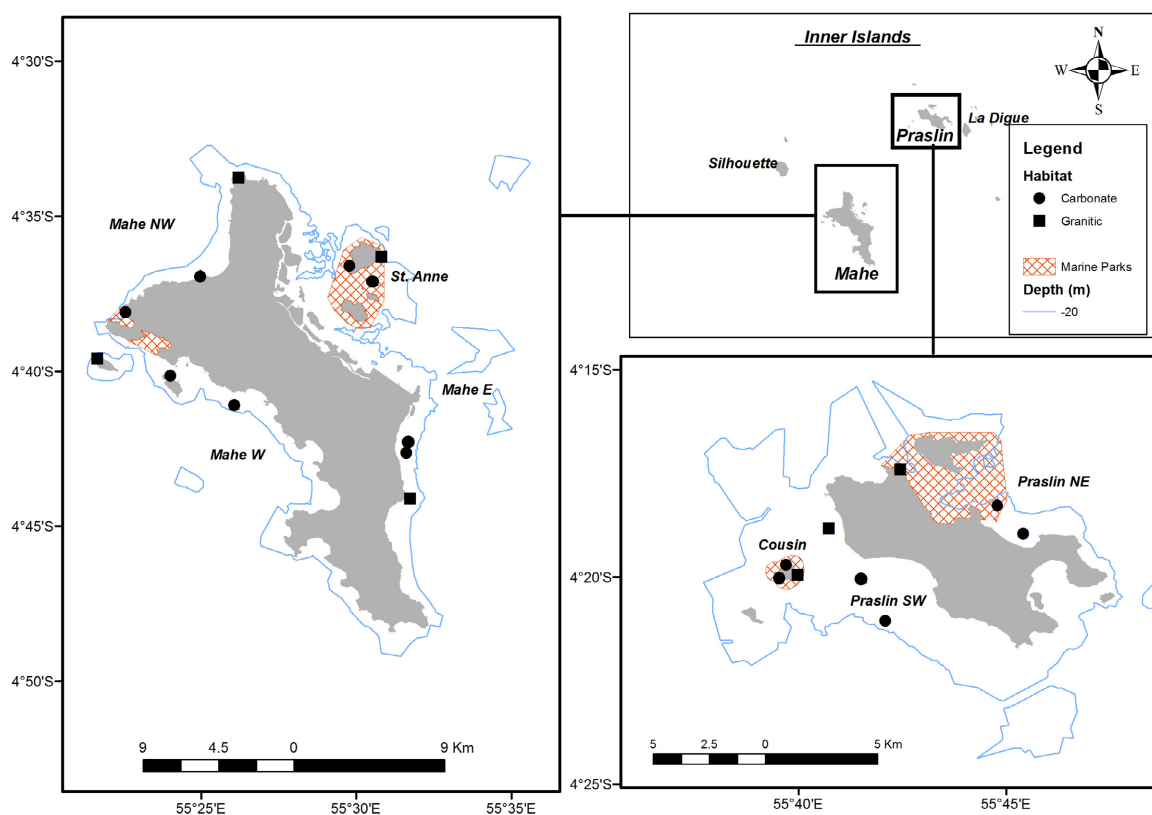 4°30'S
4°35'S
4°40'S
4°45'S
4°50'S
Mahe NW
St. Anne
Mahe E
Mahe W
9 4.5 0 9 Km
55°25'E 55°30'E 55°35'E
Inner Islands
N
W E
S
La Digue
Praslin
Silhouette
Mahe
Legend
Habitat
Carbonate
Granitic
Marine Parks
Depth (m)
-20
4°15'S
4°20'S
4°25'S
Praslin NE
Cousin
Praslin SW
5 2.5 0 5 Km
55°40'E 55°45'E